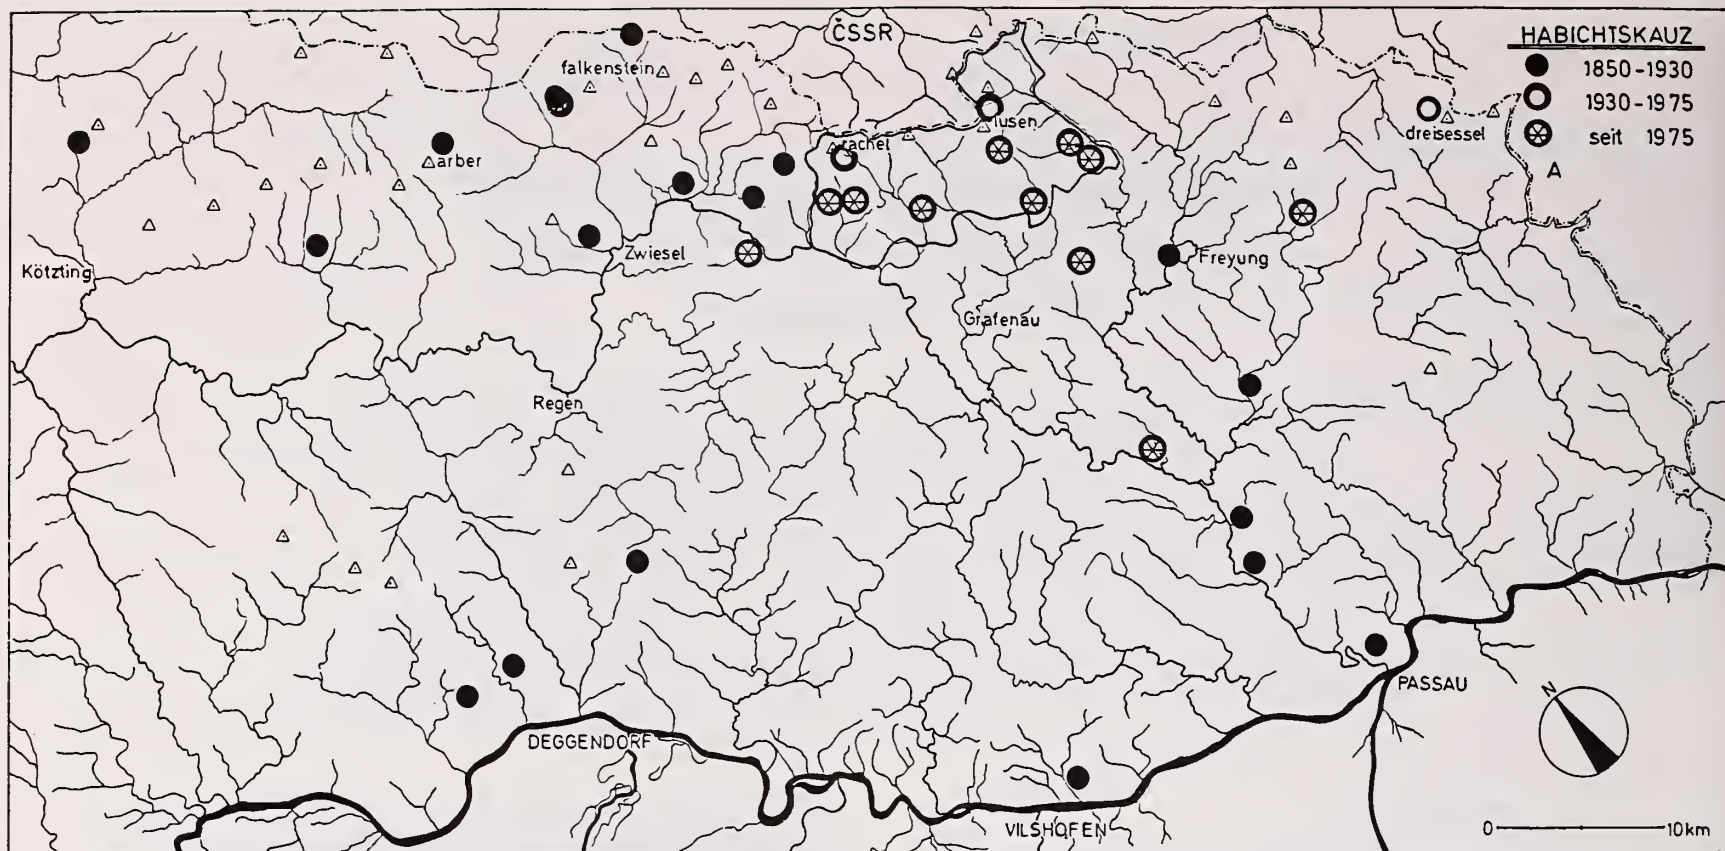 ČSSR
HABICHTSKAUZ
1850-1930
1930-1975
seit 1975
falkenstein
lusen
dreisessel
rachel
arber
A
Zwiesel
Freyung
Kötzting
Grafenau
Regen
PASSAU
N
DEGGENDORF
VILSHOFEN
0 10km